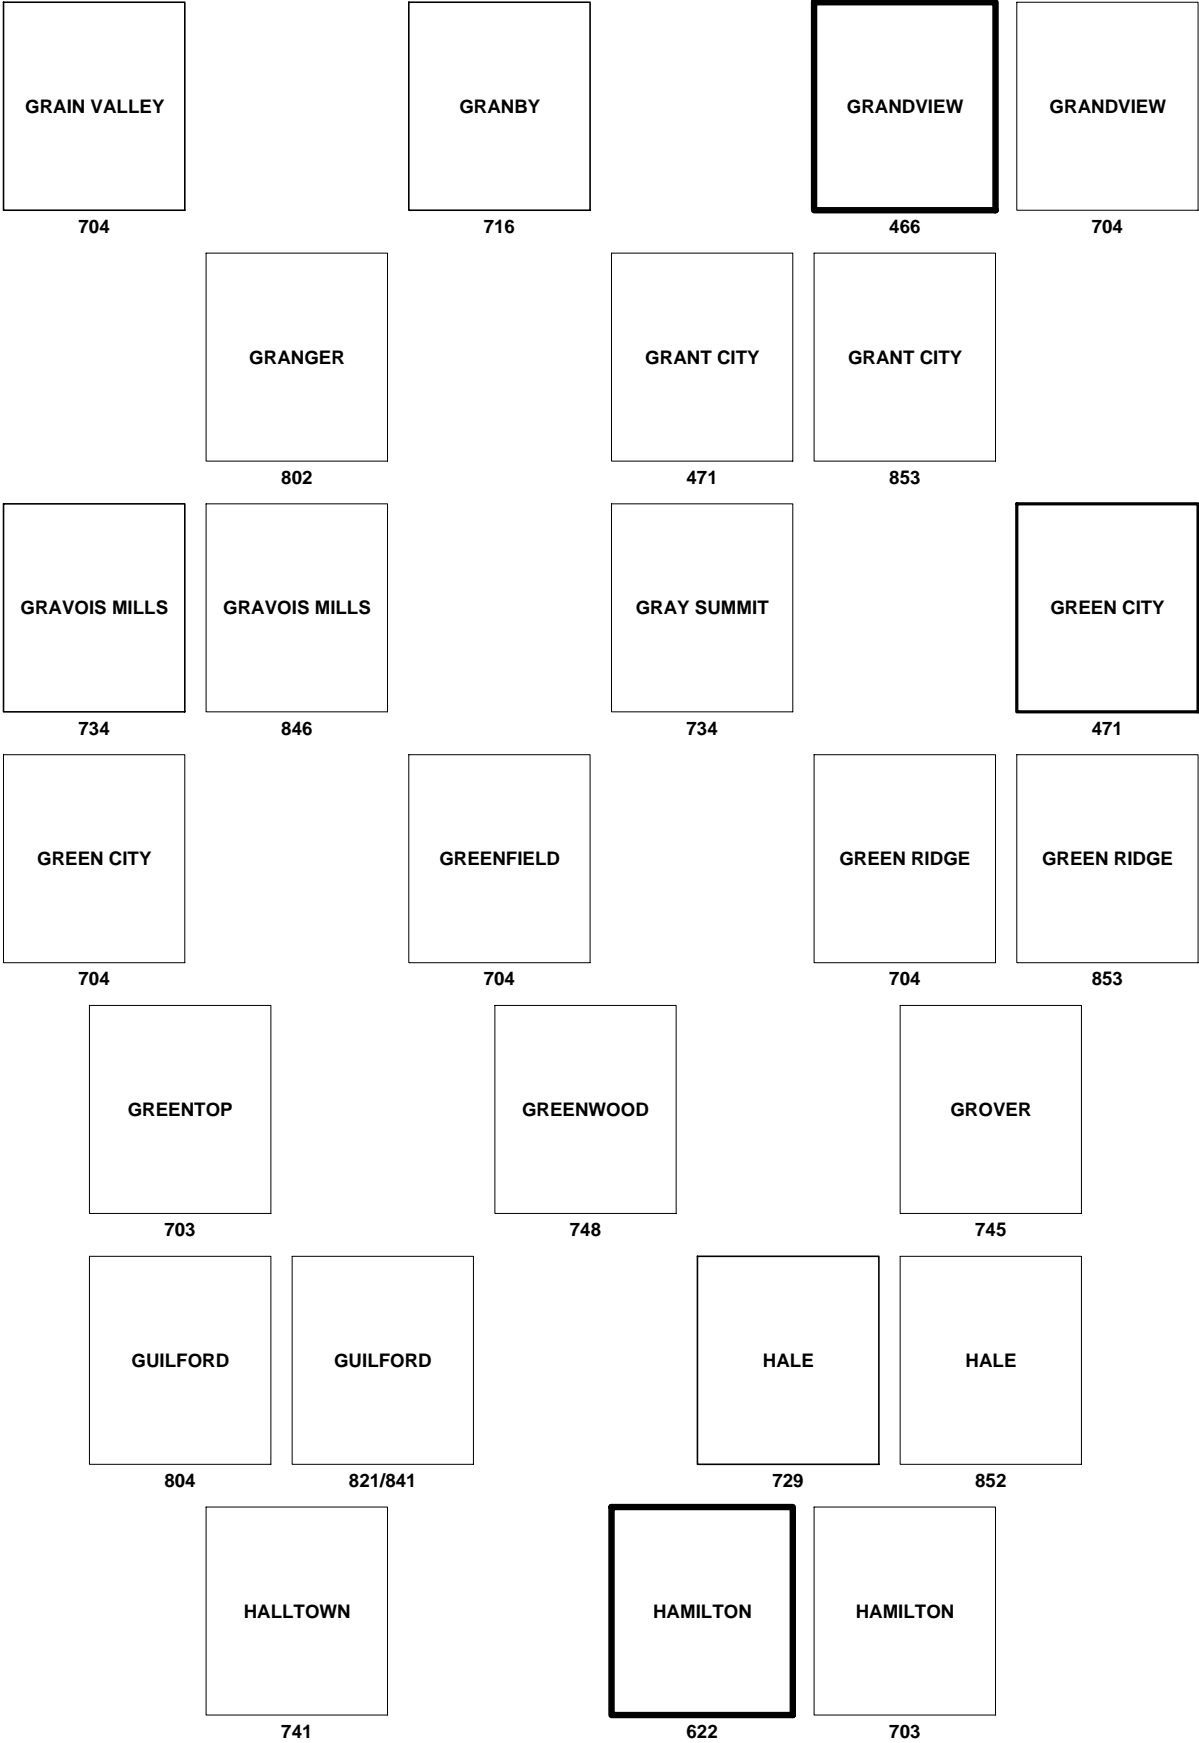 GRAIN VALLEY GRANBY GRANDVIEW GRANDVIEW
704 716 466 704
GRANGER GRANT CITY GRANT CITY
802 471 853
GRAVOIS MILLS GRAVOIS MILLS GRAY SUMMIT GREEN CITY
734 846 734 471
GREEN CITY GREENFIELD GREEN RIDGE GREEN RIDGE
704 704 704 853
GREENTOP GREENWOOD GROVER
703 748 745
GUILFORD GUILFORD HALE HALE
804 821/841 729 852
HALLTOWN HAMILTON HAMILTON
741 622 703